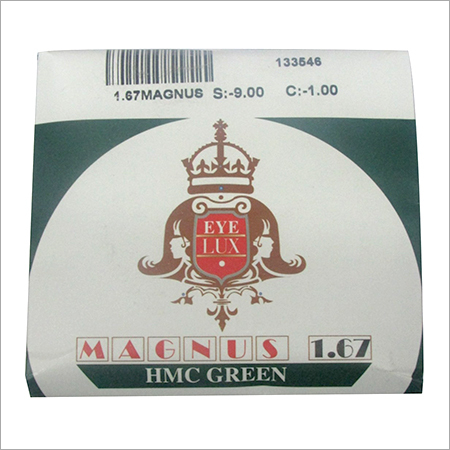 133546
1.67MAGNUS S:-9.00 C:-1.00
EYE
LUX
MAGNUS 1.67
HMC GREEN